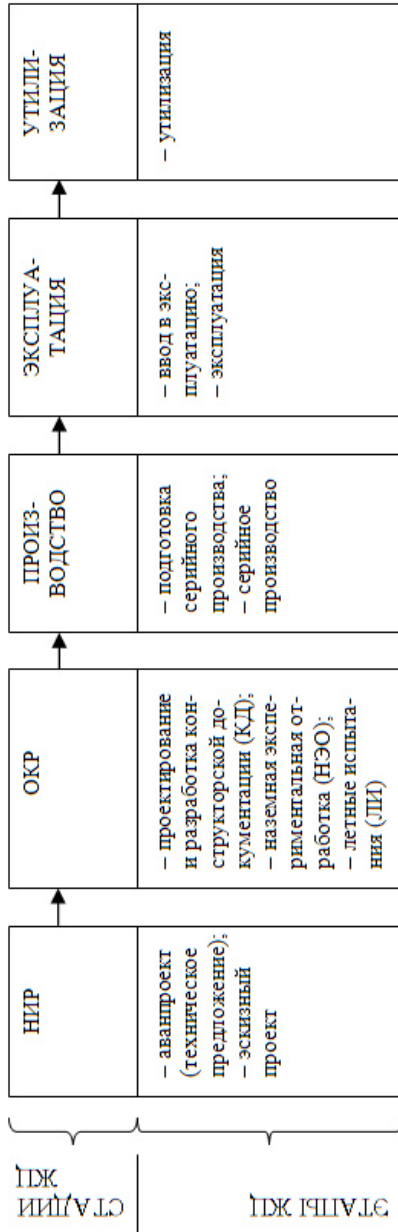 СТАДИИ
ЖЦ
НИР
ОКР
ПРОИЗ-
ВОДСТВО
ЭКСПЛУА-
ТАЦИЯ
УТИЛИ-
ЗАЦИЯ
ЭТАПЫ ЖЦ
– аванпроект
(техническое
предложение);
– эскизный
проект
– проектирование
и разработка кон-
структорской до-
кументации (КД);
– наземная экспе-
риментальная от-
работка (НЭО);
– летные испыта-
ния (ЛИ)
– подготовка
серийного
производства;
– серийное
производство
– ввод в экс-
плуатацию;
– эксплуатация
– утилизация